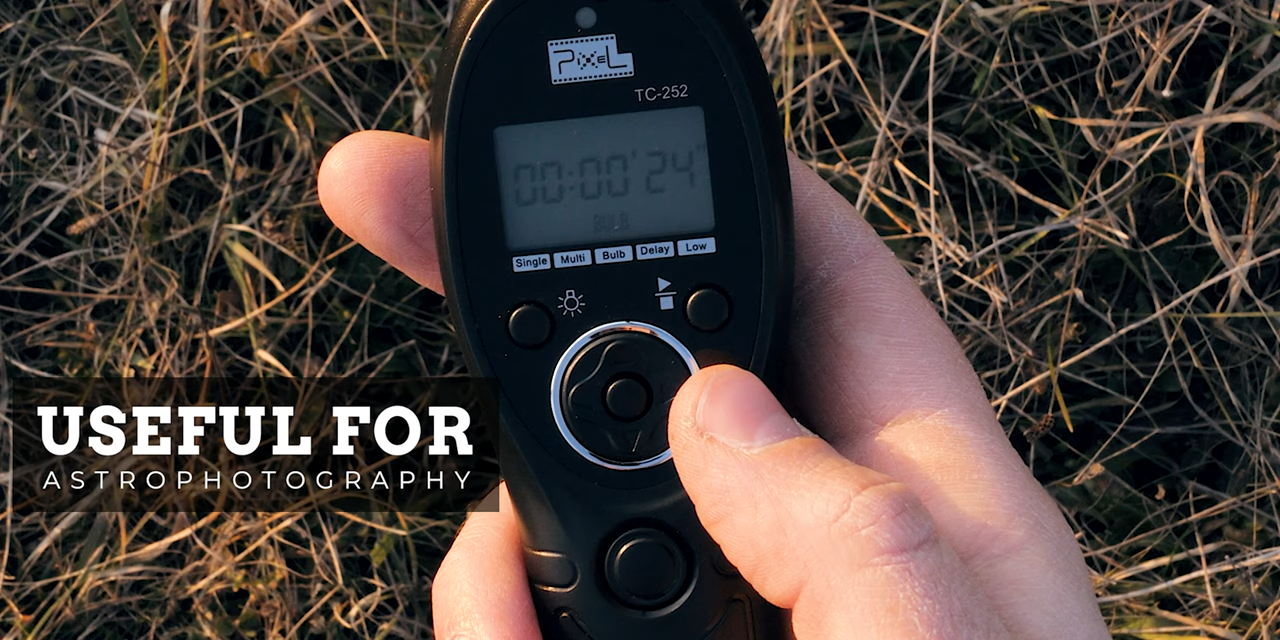 PIXEL
TC-252
00:00'24"
BULB
Single Multi Bulb Delay Low
USEFUL FOR
ASTROPHOTOGRAPHY